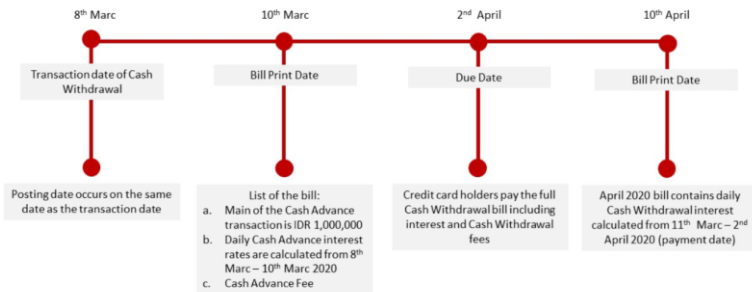 8th Marc
10th Marc
2nd April
10th April
Transaction date of Cash
Withdrawal
Bill Print Date
Due Date
Bill Print Date
Posting date occurs on the same
date as the transaction date
List of the bill:
a. Main of the Cash Advance
transaction is IDR 1,000,000
b. Daily Cash Advance interest
rates are calculated from 8th
Marc – 10th Marc 2020
c. Cash Advance Fee
Credit card holders pay the full
Cash Withdrawal bill including
interest and Cash Withdrawal
fees
April 2020 bill contains daily
Cash Withdrawal interest
calculated from 11th Marc – 2nd
April 2020 (payment date)